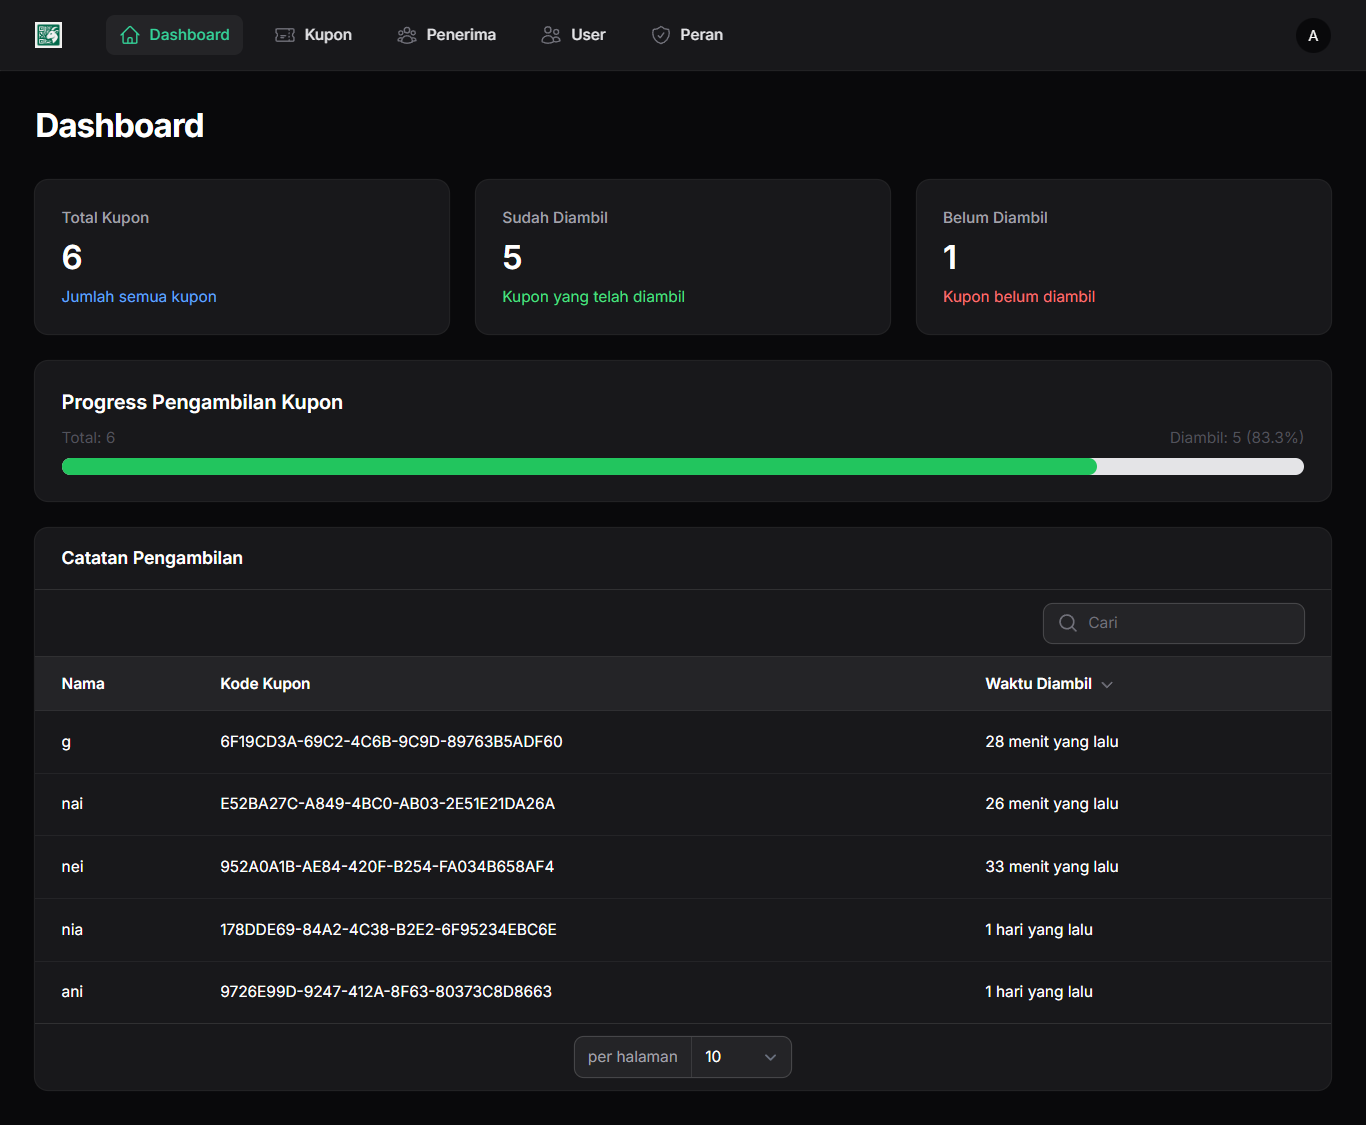 Dashboard
Kupon
Penerima
User
Peran
A
Dashboard
Total Kupon
6
Jumlah semua kupon
Sudah Diambil
5
Kupon yang telah diambil
Belum Diambil
1
Kupon belum diambil
Progress Pengambilan Kupon
Total: 6
Diambil: 5 (83.3%)
Catatan Pengambilan
Cari
Nama Kode Kupon Waktu Diambil
g 6F19CD3A-69C2-4C6B-9C9D-89763B5ADF60 28 menit yang lalu
nai E52BA27C-A849-4BC0-AB03-2E51E21DA26A 26 menit yang lalu
nei 952A0A1B-AE84-420F-B254-FA034B658AF4 33 menit yang lalu
nia 178DDE69-84A2-4C38-B2E2-6F95234EBC6E 1 hari yang lalu
ani 9726E99D-9247-412A-8F63-80373C8D8663 1 hari yang lalu
per halaman 10